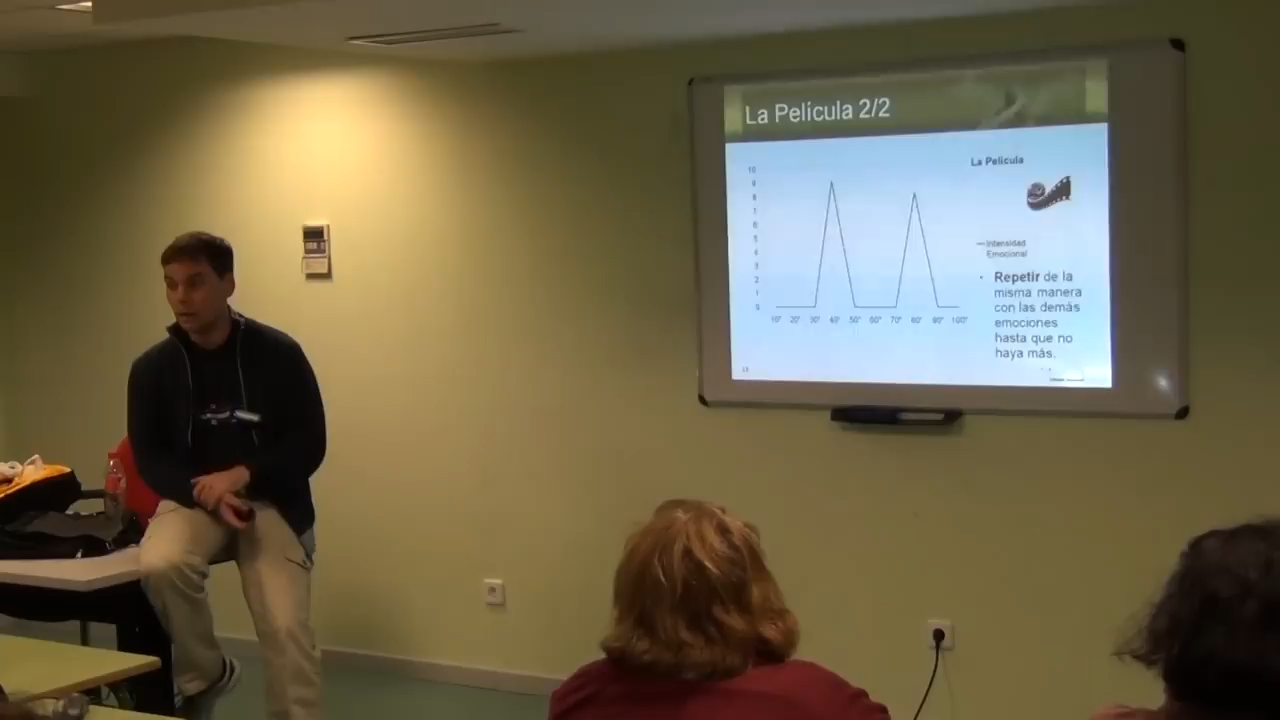 La Película 2/2
La Película
10
9
8
7
6
5
4
3
2
1
0
10" 20" 30" 40" 50" 60" 70" 80" 90" 100"
Intensidad
Emocional
· Repetir de la
misma manera
con las demás
emociones
hasta que no
haya más.